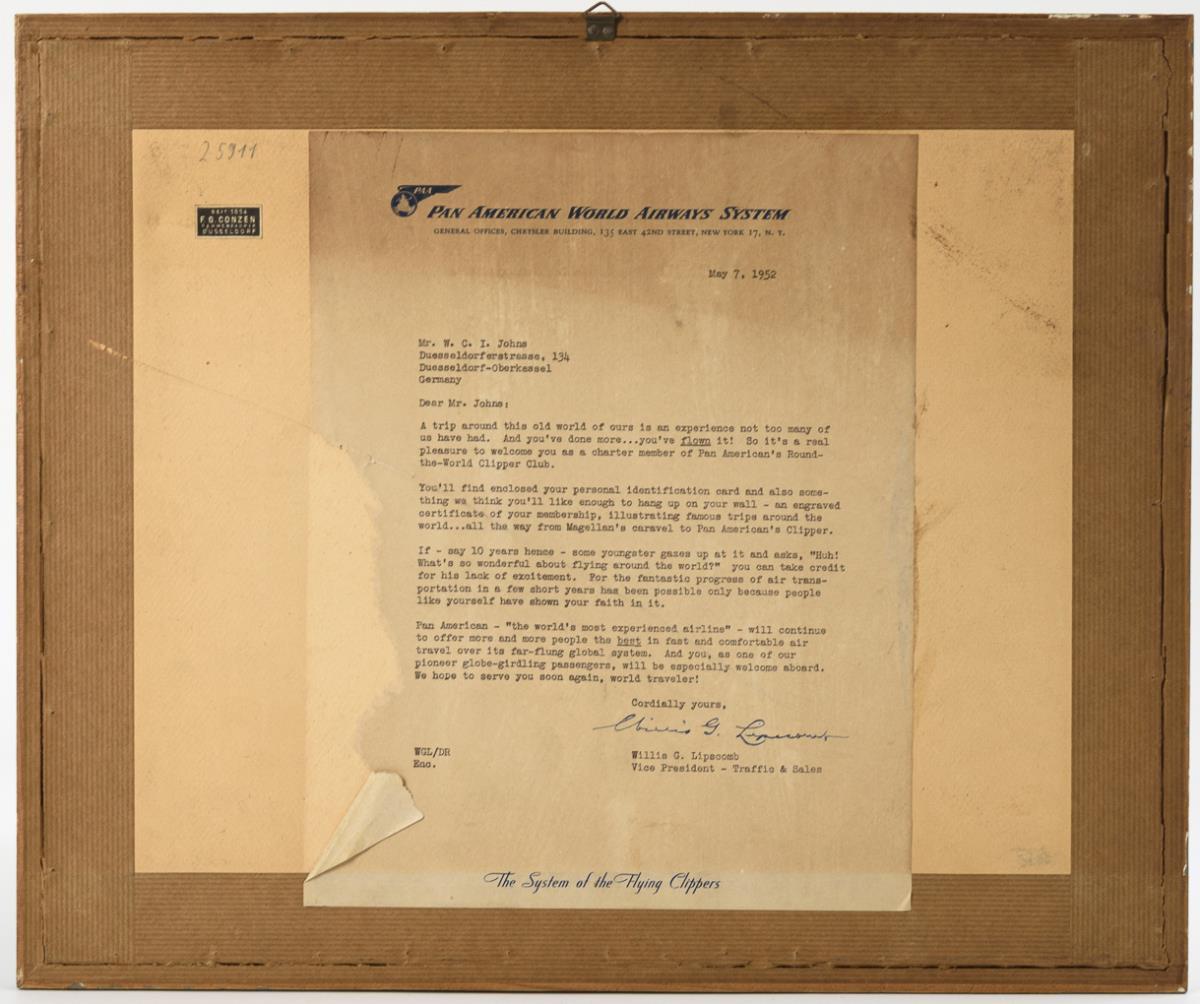 25911
SEIT 1854
F.G. CONZEN
DÜSSELDORF
PAA
PAN AMERICAN WORLD AIRWAYS SYSTEM
GENERAL OFFICES, CHRYSLER BUILDING, 135 EAST 42ND STREET, NEW YORK 17, N. Y.
May 7, 1952
Mr. W. C. I. Johns
Duesseldorferstrasse, 134
Duesseldorf-Oberkassel
Germany
Dear Mr. Johns:
A trip around this old world of ours is an experience not too many of
us have had. And you've done more...you've flown it! So it's a real
pleasure to welcome you as a charter member of Pan American's Round-
the-World Clipper Club.
You'll find enclosed your personal identification card and also some-
thing we think you'll like enough to hang up on your wall - an engraved
certificate of your membership, illustrating famous trips around the
world...all the way from Magellan's caravel to Pan American's Clipper.
If - say 10 years hence - some youngster gazes up at it and asks, "Huh!
What's so wonderful about flying around the world?" you can take credit
for his lack of excitement. For the fantastic progress of air trans-
portation in a few short years has been possible only because people
like yourself have shown your faith in it.
Pan American - "the world's most experienced airline" - will continue
to offer more and more people the best in fast and comfortable air
travel over its far-flung global system. And you, as one of our
pioneer globe-girdling passengers, will be especially welcome aboard.
We hope to serve you soon again, world traveler!
Cordially yours,
Willis G. Lipscomb
WGL/DR
Enc.
Willis G. Lipscomb
Vice President - Traffic & Sales
The System of the Flying Clippers